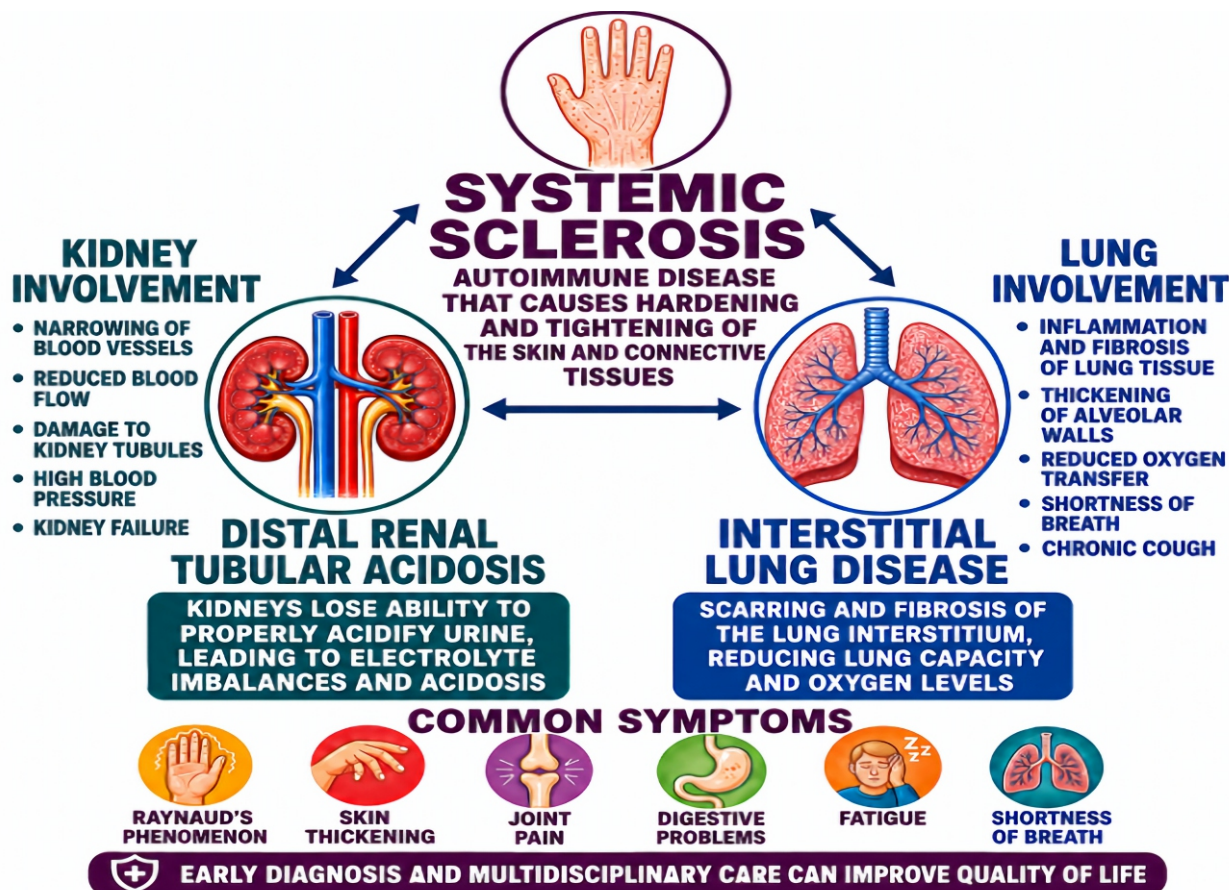 SYSTEMIC
SCLEROSIS
AUTOIMMUNE DISEASE
THAT CAUSES HARDENING
AND TIGHTENING OF
THE SKIN AND CONNECTIVE
TISSUES
KIDNEY
INVOLVEMENT
• NARROWING OF
BLOOD VESSELS
• REDUCED BLOOD
FLOW
• DAMAGE TO
KIDNEY TUBULES
• HIGH BLOOD
PRESSURE
• KIDNEY FAILURE
LUNG
INVOLVEMENT
• INFLAMMATION
AND FIBROSIS
OF LUNG TISSUE
• THICKENING
OF ALVEOLAR
WALLS
• REDUCED OXYGEN
TRANSFER
• SHORTNESS OF
BREATH
• CHRONIC COUGH
DISTAL RENAL
TUBULAR ACIDOSIS
KIDNEYS LOSE ABILITY TO
PROPERLY ACIDIFY URINE,
LEADING TO ELECTROLYTE
IMBALANCES AND ACIDOSIS
INTERSTITIAL
LUNG DISEASE
SCARRING AND FIBROSIS OF
THE LUNG INTERSTITIUM,
REDUCING LUNG CAPACITY
AND OXYGEN LEVELS
COMMON SYMPTOMS
RAYNAUD'S
PHENOMENON
SKIN
THICKENING
JOINT
PAIN
DIGESTIVE
PROBLEMS
ZZZ
FATIGUE
SHORTNESS
OF BREATH
EARLY DIAGNOSIS AND MULTIDISCIPLINARY CARE CAN IMPROVE QUALITY OF LIFE